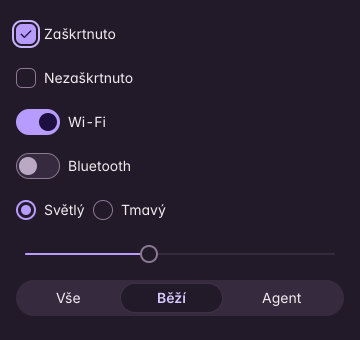 Zaškrtnuto
Nezaškrtnuto
Wi-Fi
Bluetooth
Světlý Tmavý
Vše Běží Agent